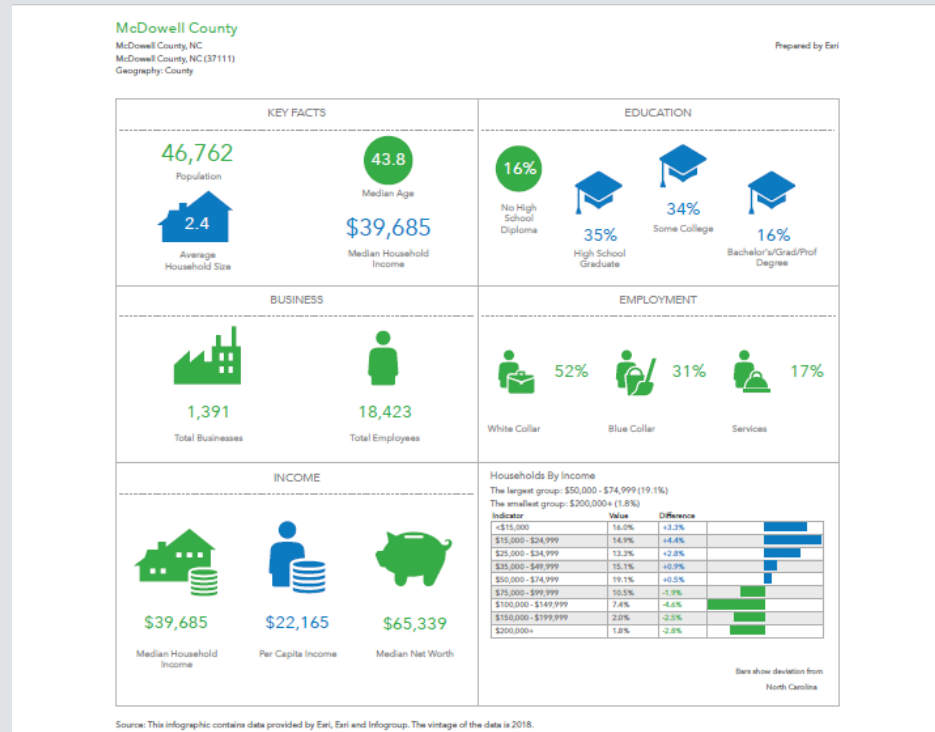 McDowell County
McDowell County, NC
McDowell County, NC (37111)
Geography: County
Prepared by Esri
KEY FACTS
46,762
Population
43.8
Median Age
2.4
Average
Household Size
$39,685
Median Household
Income
EDUCATION
16%
No High
School
Diploma
35%
High School
Graduate
34%
Some College
16%
Bachelor's/Grad/Prof
Degree
BUSINESS
1,391
Total Businesses
18,423
Total Employees
EMPLOYMENT
52%
White Collar
31%
Blue Collar
17%
Services
INCOME
$39,685
Median Household
Income
$22,165
Per Capita Income
$65,339
Median Net Worth
Households By Income
The largest group: $50,000 - $74,999 (19.1%)
The smallest group: $200,000+ (1.8%)
Indicator Value Difference
<$15,000 16.0% +3.3%
$15,000 - $24,999 14.9% +4.4%
$25,000 - $34,999 13.3% +2.8%
$35,000 - $49,999 15.1% +0.9%
$50,000 - $74,999 19.1% +0.5%
$75,000 - $99,999 10.5% -1.9%
$100,000 - $149,999 7.4% -4.6%
$150,000 - $199,999 2.0% -2.5%
$200,000+ 1.8% -2.8%
Bars show deviation from
North Carolina
Source: This infographic contains data provided by Esri, Esri and Infogroup. The vintage of the data is 2018.